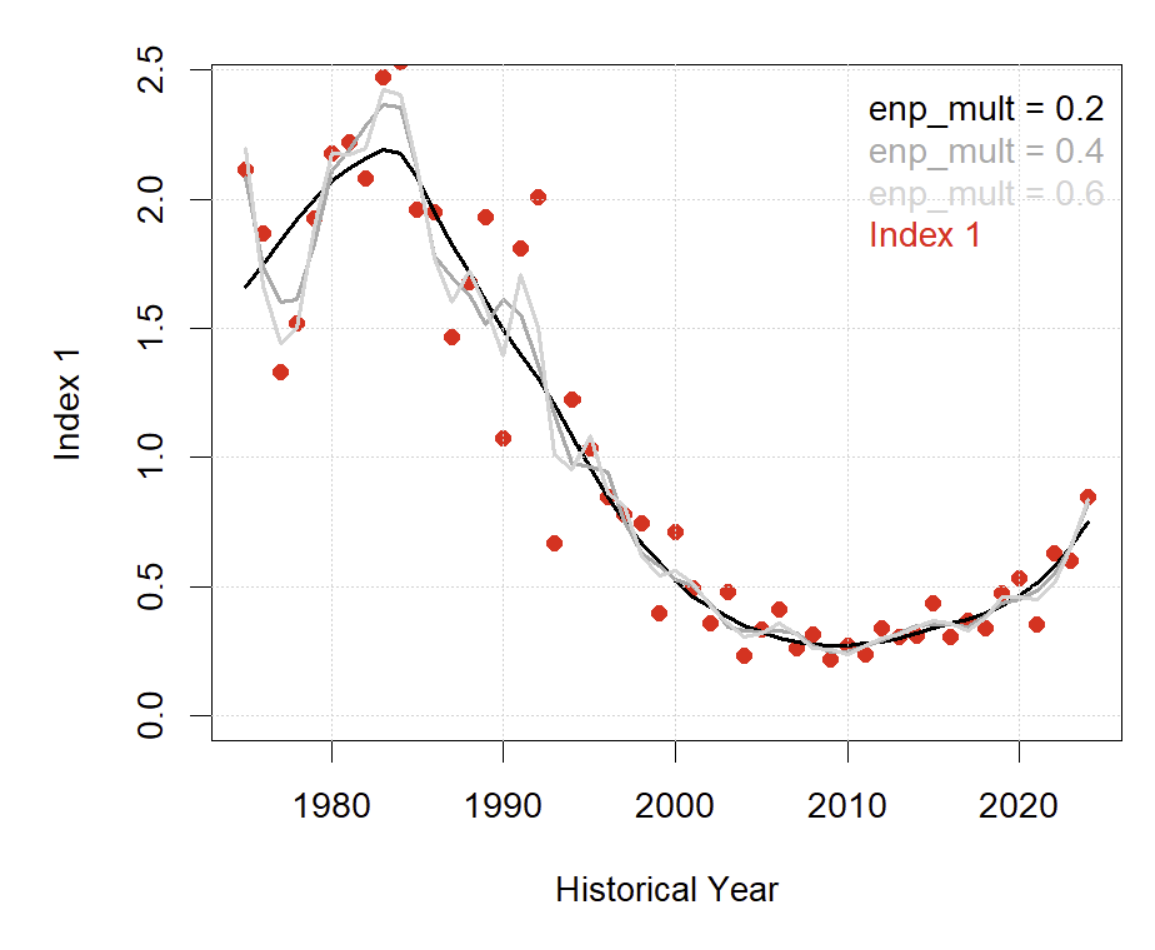 enp_mult = 0.2
enp_mult = 0.4
enp_mult = 0.6
Index 1
2.5
2.0
1.5
1.0
0.5
0.0
Index 1
1980 1990 2000 2010 2020
Historical Year